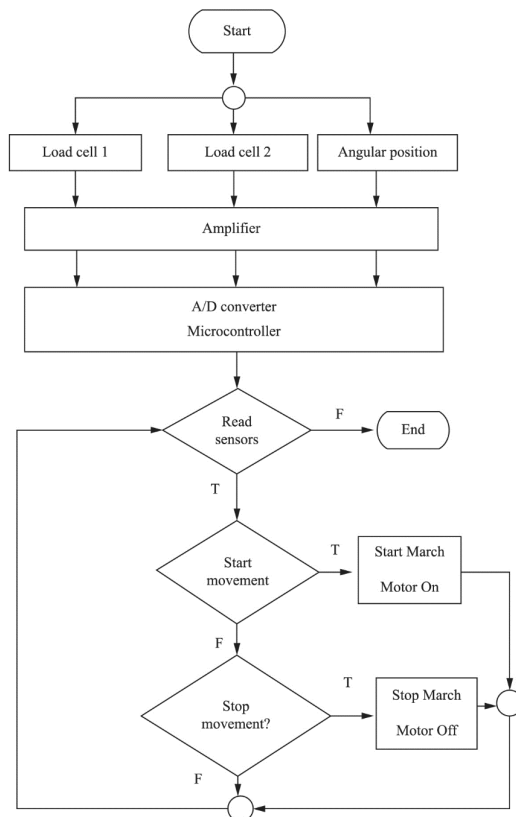 Start
Load cell 1
Load cell 2
Angular position
Amplifier
A/D converter
Microcontroller
Read
sensors
F
End
T
Start
movement
T
Start March
Motor On
F
Stop
movement?
T
Stop March
Motor Off
F